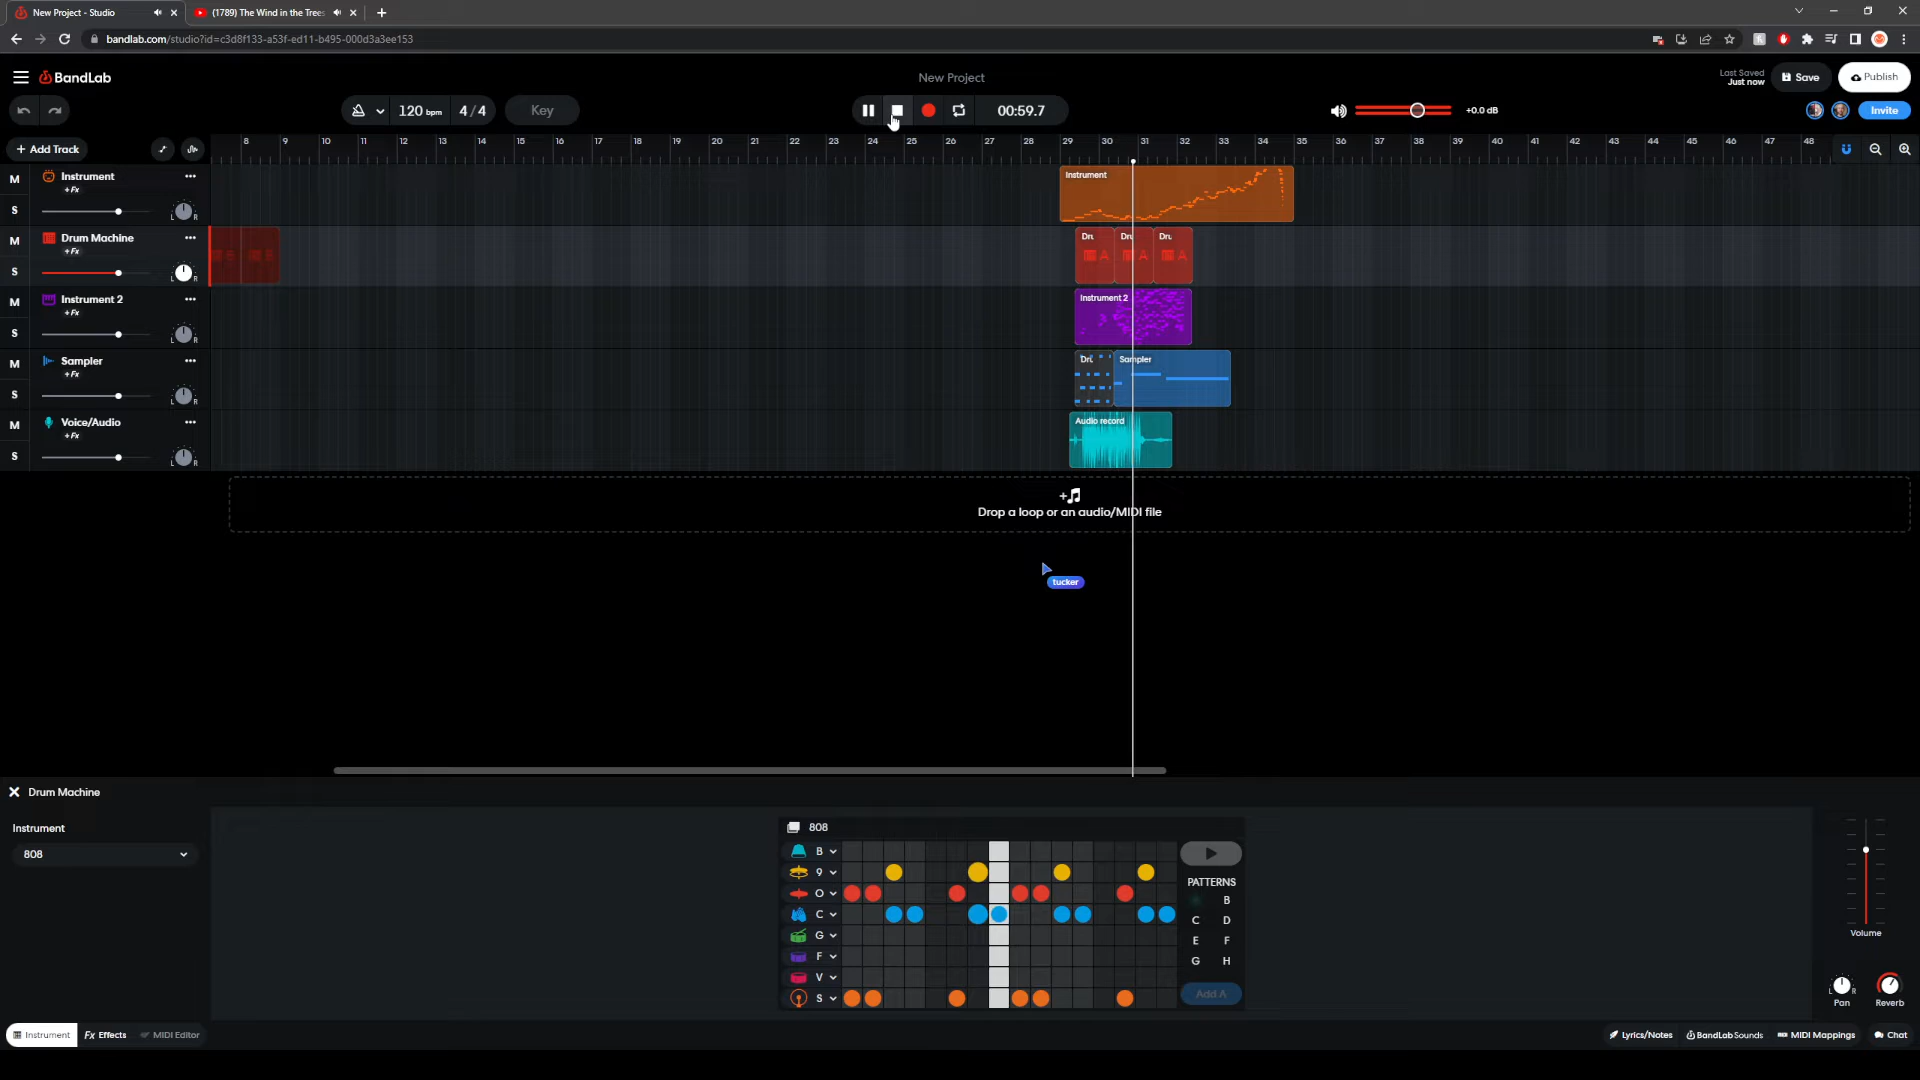 New Project - Studio
(1789) The Wind in the Trees
bandlab.com/studio?id=c3d8f133-a53f-ed11-b495-000d3a3ee153
BandLab
New Project
Last Saved
Just now
Save
Publish
120 bpm
4/4
Key
00:59.7
+0.0 dB
Invite
+ Add Track
8 9 10 11 12 13 14 15 16 17 18 19 20 21 22 23 24 25 26 27 28 29 30 31 32 33 34 35 36 37 38 39 40 41 42 43 44 45 46 47 48
M Instrument ...
+Fx
S L R
Instrument
M Drum Machine ...
+Fx
S L R
B B
Dru Dru Dru
A A A
M Instrument 2 ...
+Fx
S L R
Instrument 2
M Sampler ...
+Fx
S L R
Dru Sampler
M Voice/Audio ...
+Fx
S L R
Audio record
Drop a loop or an audio/MIDI file
tucker
Drum Machine
Instrument
808
808
B
9
O
C
G
F
V
S
PATTERNS
B
C D
E F
G H
Add A
Volume
L R
Pan
Reverb
Instrument
Fx Effects
MIDI Editor
Lyrics/Notes
BandLab Sounds
MIDI Mappings
Chat